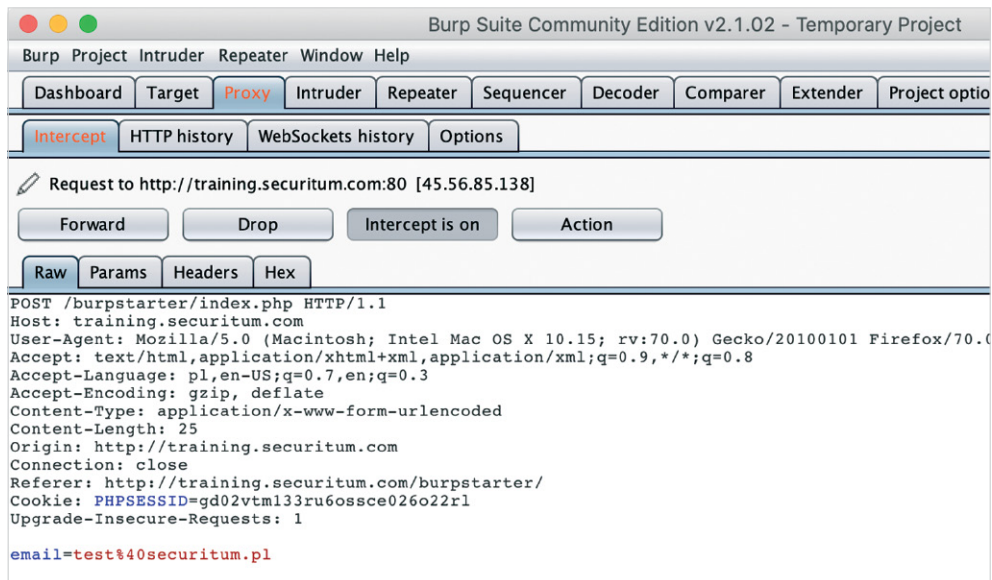 Burp Suite Community Edition v2.1.02 - Temporary Project
Burp Project Intruder Repeater Window Help
Dashboard Target Proxy Intruder Repeater Sequencer Decoder Comparer Extender Project optio
Intercept HTTP history WebSockets history Options
Request to http://training.securitum.com:80 [45.56.85.138]
Forward Drop Intercept is on Action
Raw Params Headers Hex
POST /burpstarter/index.php HTTP/1.1
Host: training.securitum.com
User-Agent: Mozilla/5.0 (Macintosh; Intel Mac OS X 10.15; rv:70.0) Gecko/20100101 Firefox/70.0
Accept: text/html,application/xhtml+xml,application/xml;q=0.9,*/*;q=0.8
Accept-Language: pl,en-US;q=0.7,en;q=0.3
Accept-Encoding: gzip, deflate
Content-Type: application/x-www-form-urlencoded
Content-Length: 25
Origin: http://training.securitum.com
Connection: close
Referer: http://training.securitum.com/burpstarter/
Cookie: PHPSESSID=gd02vtm133ru6ossce026o22rl
Upgrade-Insecure-Requests: 1
email=test%40securitum.pl